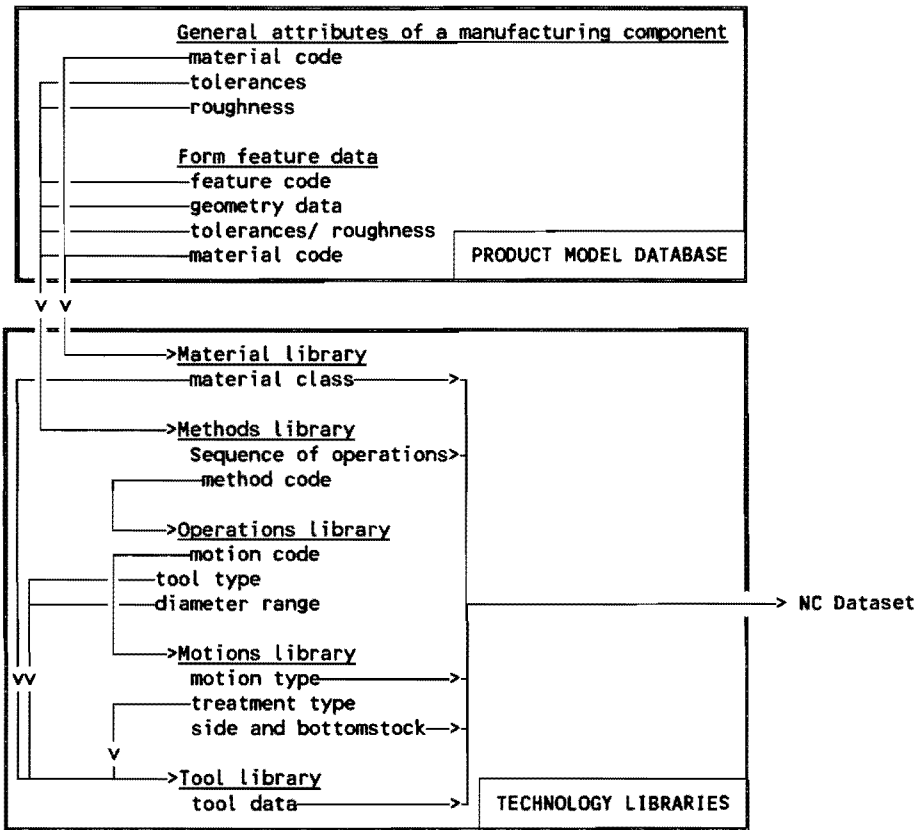 General attributes of a manufacturing component
material code
tolerances
roughness
Form feature data
feature code
geometry data
tolerances/ roughness
material code
PRODUCT MODEL DATABASE
v v
>Material library
material class >
>Methods library
Sequence of operations>
method code
>Operations library
motion code
tool type
diameter range
> NC Dataset
>Motions library
motion type >
vv
treatment type
side and bottomstock >
v
>Tool library
tool data >
TECHNOLOGY LIBRARIES